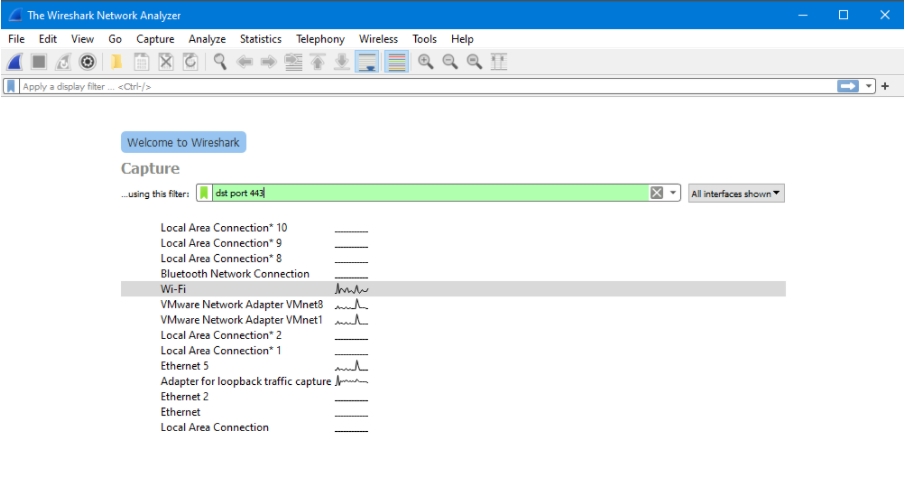 The Wireshark Network Analyzer
File Edit View Go Capture Analyze Statistics Telephony Wireless Tools Help
Apply a display filter ... <Ctrl-/>
+
Welcome to Wireshark
Capture
...using this filter: dst port 443 All interfaces shown
Local Area Connection* 10
Local Area Connection* 9
Local Area Connection* 8
Bluetooth Network Connection
Wi-Fi
VMware Network Adapter VMnet8
VMware Network Adapter VMnet1
Local Area Connection* 2
Local Area Connection* 1
Ethernet 5
Adapter for loopback traffic capture
Ethernet 2
Ethernet
Local Area Connection